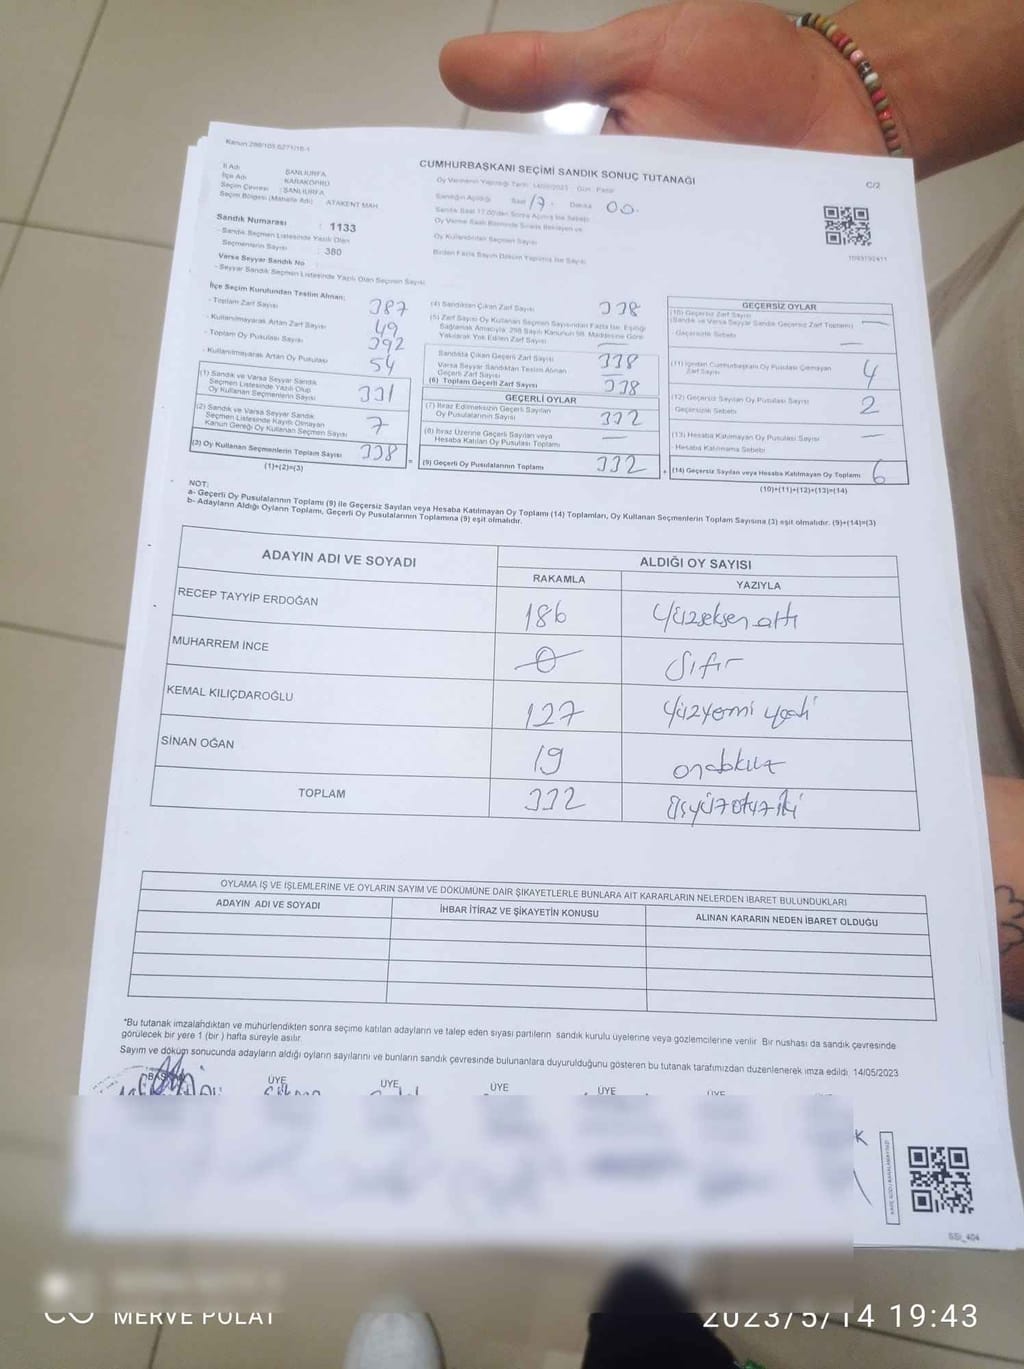 Kanun 298/105,6271/16-1
CUMHURBAŞKANI SEÇİMİ SANDIK SONUÇ TUTANAĞI
C/2
İl Adı : ŞANLIURFA
İlçe Adı : KARAKÖPRÜ
Seçim Çevresi : ŞANLIURFA
Seçim Bölgesi (Mahalle Adı) : ATAKENT MAH.
Oy Vermenin Yapıldığı Tarih: 14/05/2023 Gün: Pazar
Sandığın Açıldığı Saat 17. Dakika 00.
Sandık Saat 17.00'den Sonra Açılmış İse Sebebi
Oy Kullandırılan Seçmen Sayısı
Birden Fazla Sayım Döküm Yapılmış İse Sayısı
Sandık Numarası : 1133
- Sandık Seçmen Listesinde Yazılı Olan
Seçmenlerin Sayısı : 380
Varsa Seyyar Sandık No
- Seyyar Sandık Seçmen Listesinde Yazılı Olan Seçmen Sayısı
İlçe Seçim Kurulundan Teslim Alınan;
- Toplam Zarf Sayısı 387
- Kullanılmayarak Artan Zarf Sayısı 49
- Toplam Oy Pusulası Sayısı 392
- Kullanılmayarak Artan Oy Pusulası 54
(1) Sandık ve Varsa Seyyar Sandık
Seçmen Listesinde Yazılı Olup
Oy Kullanan Seçmenlerin Sayısı 331
(2) Sandık ve Varsa Seyyar Sandık
Seçmen Listesinde Kayıtlı Olmayan
Kanun Gereği Oy Kullanan Seçmen Sayısı 7
(3) Oy Kullanan Seçmenlerin Toplam Sayısı 338
(1)+(2)=(3)
(4) Sandıktan Çıkan Zarf Sayısı 338
(5) Zarf Sayısı Oy Kullanan Seçmen Sayısından Fazla İse, Eşitliği
Sağlamak Amacıyla; 298 Sayılı Kanunun 98. Maddesine Göre
Yakılarak Yok Edilen Zarf Sayısı —
Sandıkta Çıkan Geçerli Zarf Sayısı 338
Varsa Seyyar Sandıktan Teslim Alınan
Geçerli Zarf Sayısı —
(6) Toplam Geçerli Zarf Sayısı 338
GEÇERLİ OYLAR
(7) İtiraz Edilmeksizin Geçerli Sayılan
Oy Pusulalarının Sayısı 332
(8) İtiraz Üzerine Geçerli Sayılan veya
Hesaba Katılan Oy Pusulası Toplamı —
(9) Geçerli Oy Pusulalarının Toplamı 332
1093192411
GEÇERSİZ OYLAR
(10) Geçersiz Zarf Sayısı
(Sandık ve Varsa Seyyar Sandık Geçersiz Zarf Toplamı) —
- Geçersizlik Sebebi —
(11) İçinden Cumhurbaşkanı Oy Pusulası Çıkmayan
Zarf Sayısı 4
(12) Geçersiz Sayılan Oy Pusulası Sayısı 2
Geçersizlik Sebebi
(13) Hesaba Katılmayan Oy Pusulası Sayısı —
- Hesaba Katılmama Sebebi
(14) Geçersiz Sayılan veya Hesaba Katılmayan Oy Toplamı 6
(10)+(11)+(12)+(13)=(14)
NOT:
a- Geçerli Oy Pusulalarının Toplamı (9) ile Geçersiz Sayılan veya Hesaba Katılmayan Oy Toplamı (14) Toplamları, Oy Kullanan Seçmenlerin Toplam Sayısına (3) eşit olmalıdır. (9)+(14)=(3)
b- Adayların Aldığı Oyların Toplamı, Geçerli Oy Pusulalarının Toplamına (9) eşit olmalıdır.
ADAYIN ADI VE SOYADI
ALDIĞI OY SAYISI
RAKAMLA YAZIYLA
RECEP TAYYİP ERDOĞAN 186 yüzseksenaltı
MUHARREM İNCE 0 Sıfır
KEMAL KILIÇDAROĞLU 127 yüzyirmi yedi
SİNAN OĞAN 19 ondokuz
TOPLAM 332 üçyüzotuziki
OYLAMA İŞ VE İŞLEMLERİNE VE OYLARIN SAYIM VE DÖKÜMÜNE DAİR ŞİKAYETLERLE BUNLARA AİT KARARLARIN NELERDEN İBARET BULUNDUKLARI
ADAYIN ADI VE SOYADI İHBAR İTİRAZ VE ŞİKAYETİN KONUSU ALINAN KARARIN NEDEN İBARET OLDUĞU
*Bu tutanak imzalandıktan ve mühürlendikten sonra seçime katılan adayların ve talep eden siyasi partilerin sandık kurulu üyelerine veya gözlemcilerine verilir. Bir nüshası da sandık çevresinde
görülecek bir yere 1 (bir) hafta süreyle asılır.
Sayım ve döküm sonucunda adayların aldığı oyların sayılarını ve bunların sandık çevresinde bulunanlara duyurulduğunu gösteren bu tutanak tarafımızdan düzenlenerek imza edildi. 14/05/2023
ÜYE ÜYE ÜYE ÜYE ÜYE
SSI_404
MERVE POLAT
2023/5/14 19:43